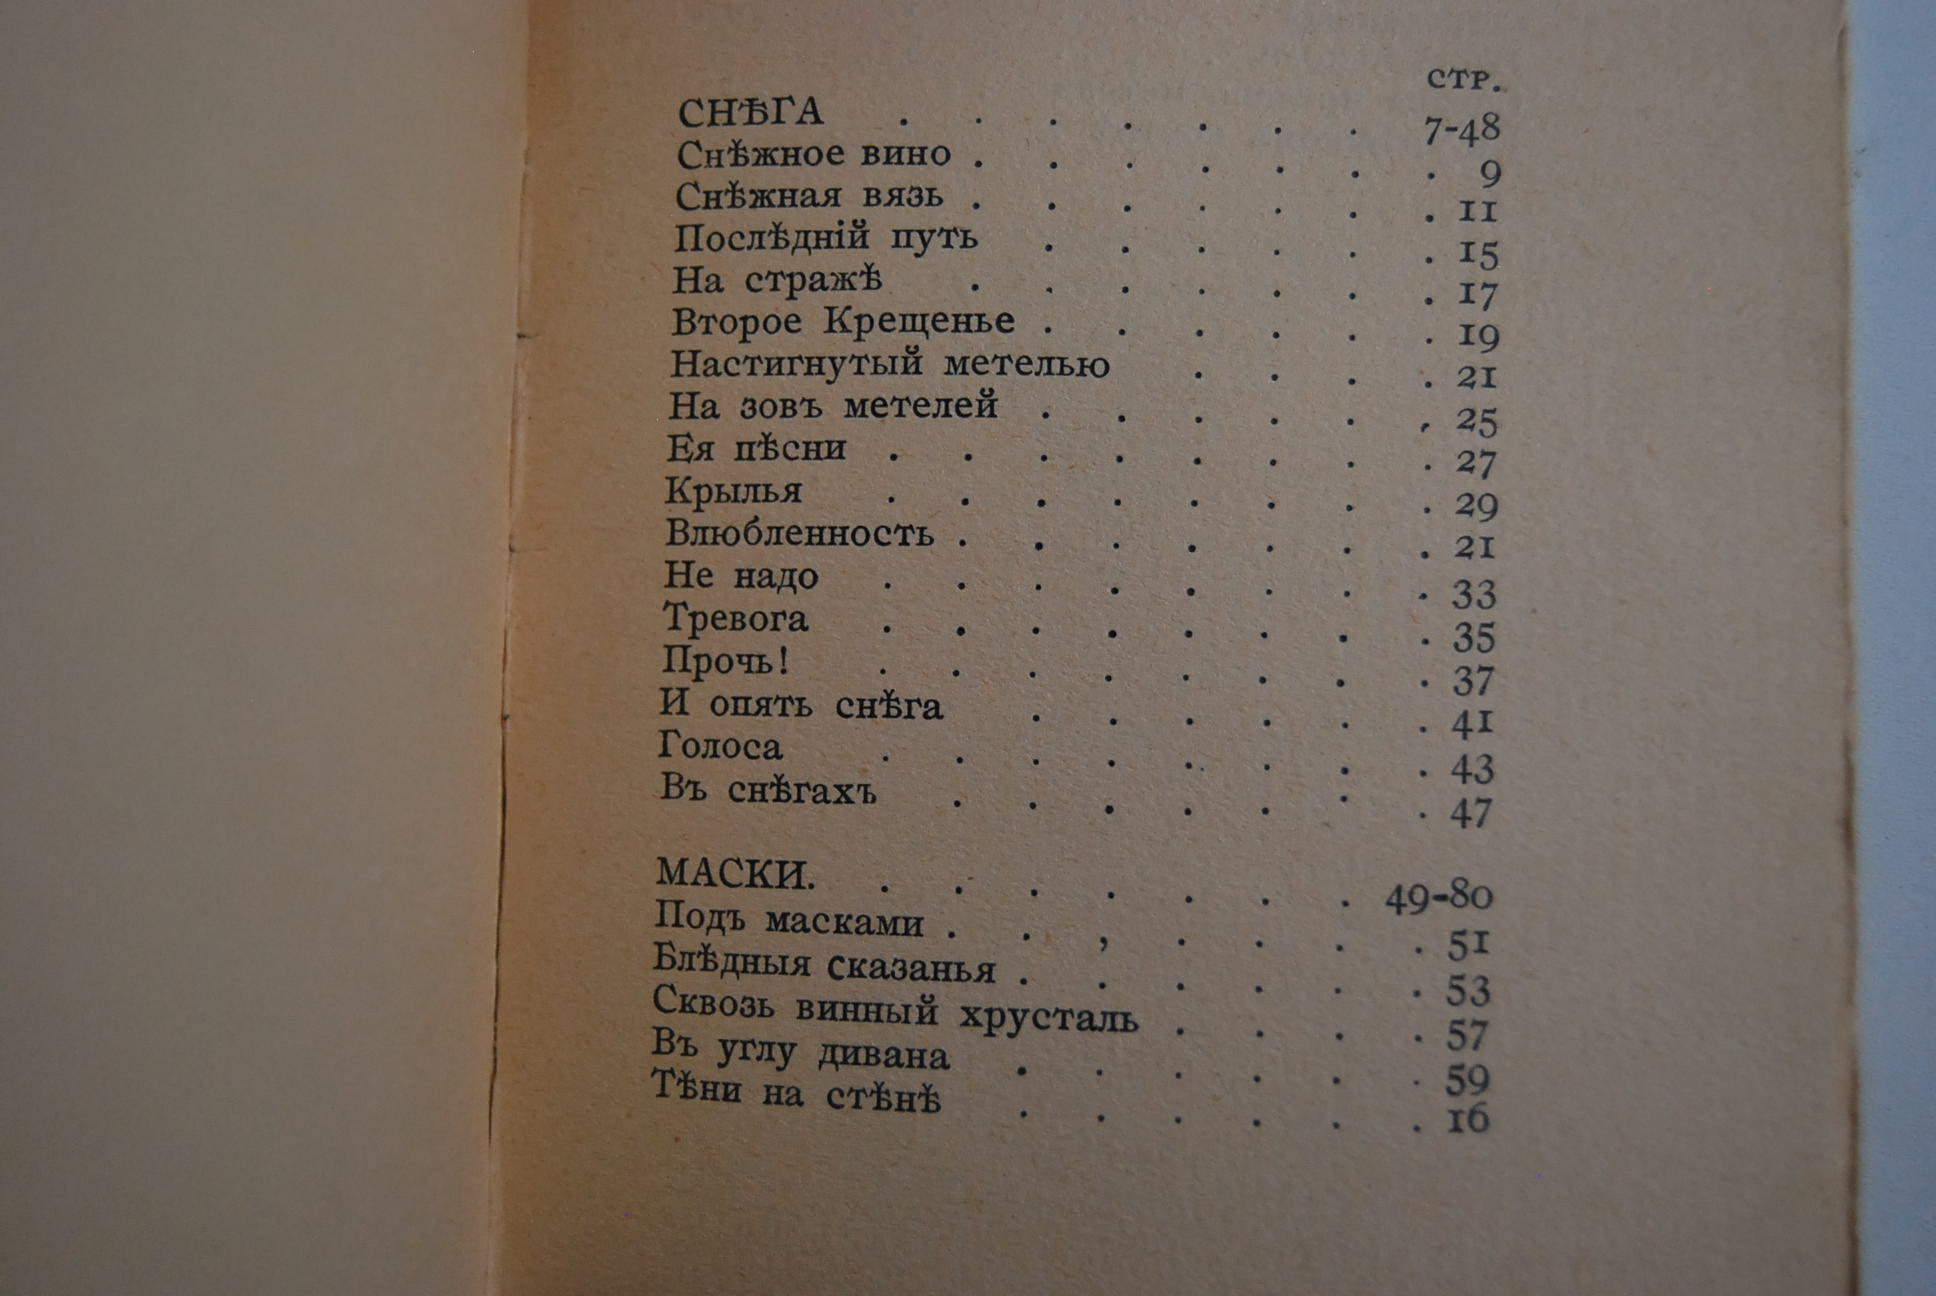 СТР.
СНѢГА . . . . . . . 7-48
Снѣжное вино . . . . . . . 9
Снѣжная вязь . . . . . . . 11
Послѣдній путь . . . . . . 15
На стражѣ . . . . . . . 17
Второе Крещенье . . . . . . 19
Настигнутый метелью . . . . 21
На зовъ метелей . . . . . . 25
Ея пѣсни . . . . . . . . 27
Крылья . . . . . . . . 29
Влюбленность . . . . . . . 21
Не надо . . . . . . . . 33
Тревога . . . . . . . . 35
Прочь! . . . . . . . . 37
И опять снѣга . . . . . . 41
Голоса . . . . . . . . 43
Въ снѣгахъ . . . . . . . 47
МАСКИ. . . . . . . . 49-80
Подъ масками . . , . . . . 51
Блѣдныя сказанья . . . . . . 53
Сквозь винный хрусталь . . . . 57
Въ углу дивана . . . . . . 59
Тѣни на стѣнѣ . . . . . . 16